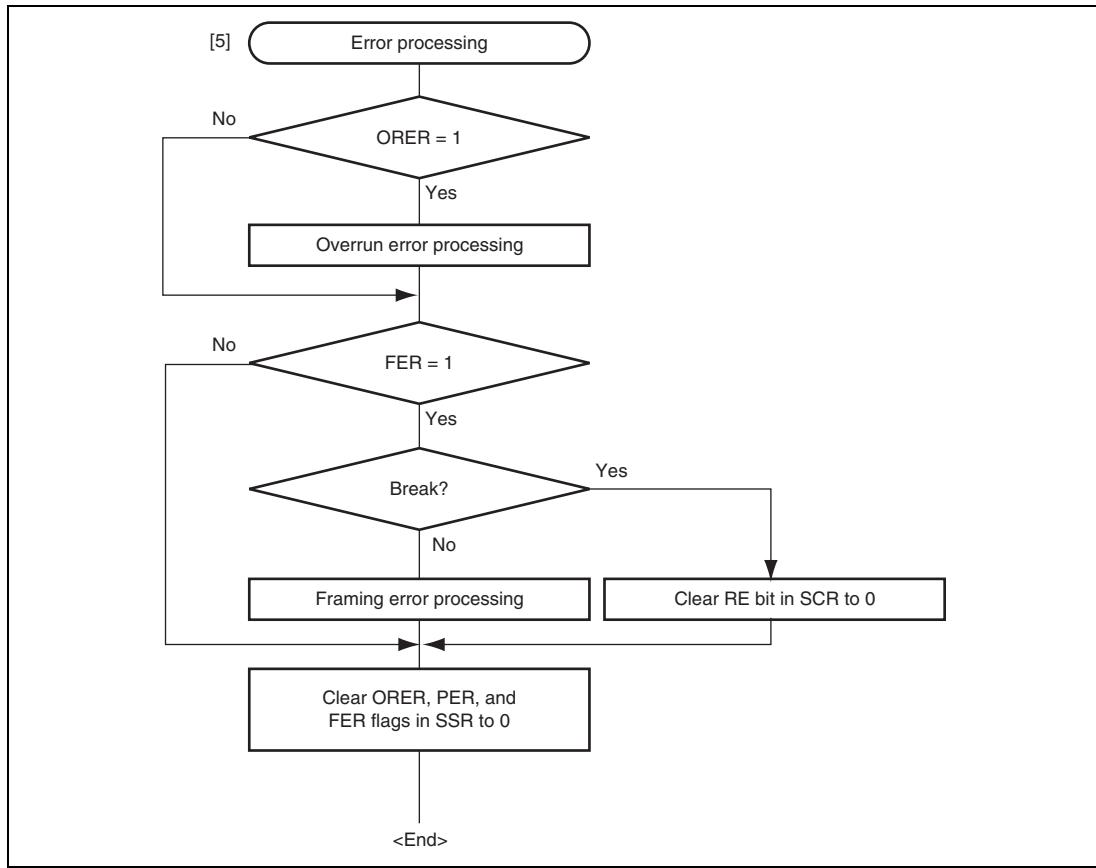 [5]
Error processing
No
ORER = 1
Yes
Overrun error processing
No
FER = 1
Yes
Yes
Break?
No
Framing error processing
Clear RE bit in SCR to 0
Clear ORER, PER, and
FER flags in SSR to 0
<End>